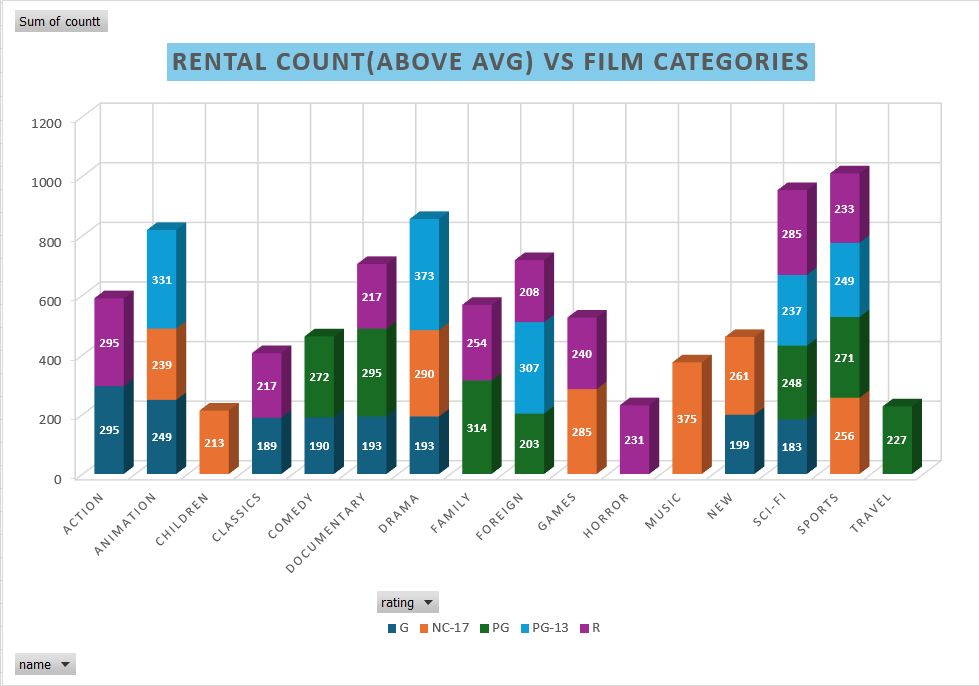 Sum of countt
RENTAL COUNT(ABOVE AVG) VS FILM CATEGORIES
1200
1000
800
600
400
200
0
295
295
331
239
249
213
217
189
272
190
217
295
193
373
290
193
254
314
208
307
203
240
285
231
375
261
199
285
237
248
183
233
249
271
256
227
ACTION
ANIMATION
CHILDREN
CLASSICS
COMEDY
DOCUMENTARY
DRAMA
FAMILY
FOREIGN
GAMES
HORROR
MUSIC
NEW
SCI-FI
SPORTS
TRAVEL
rating
G NC-17 PG PG-13 R
name